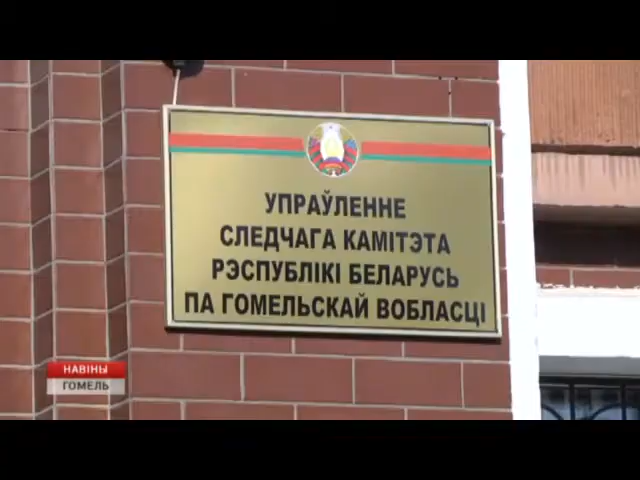 УПРАЎЛЕННЕ
СЛЕДЧАГА КАМІТЭТА
РЭСПУБЛІКІ БЕЛАРУСЬ
ПА ГОМЕЛЬСКАЙ ВОБЛАСЦІ
НАВІНЫ
ГОМЕЛЬ